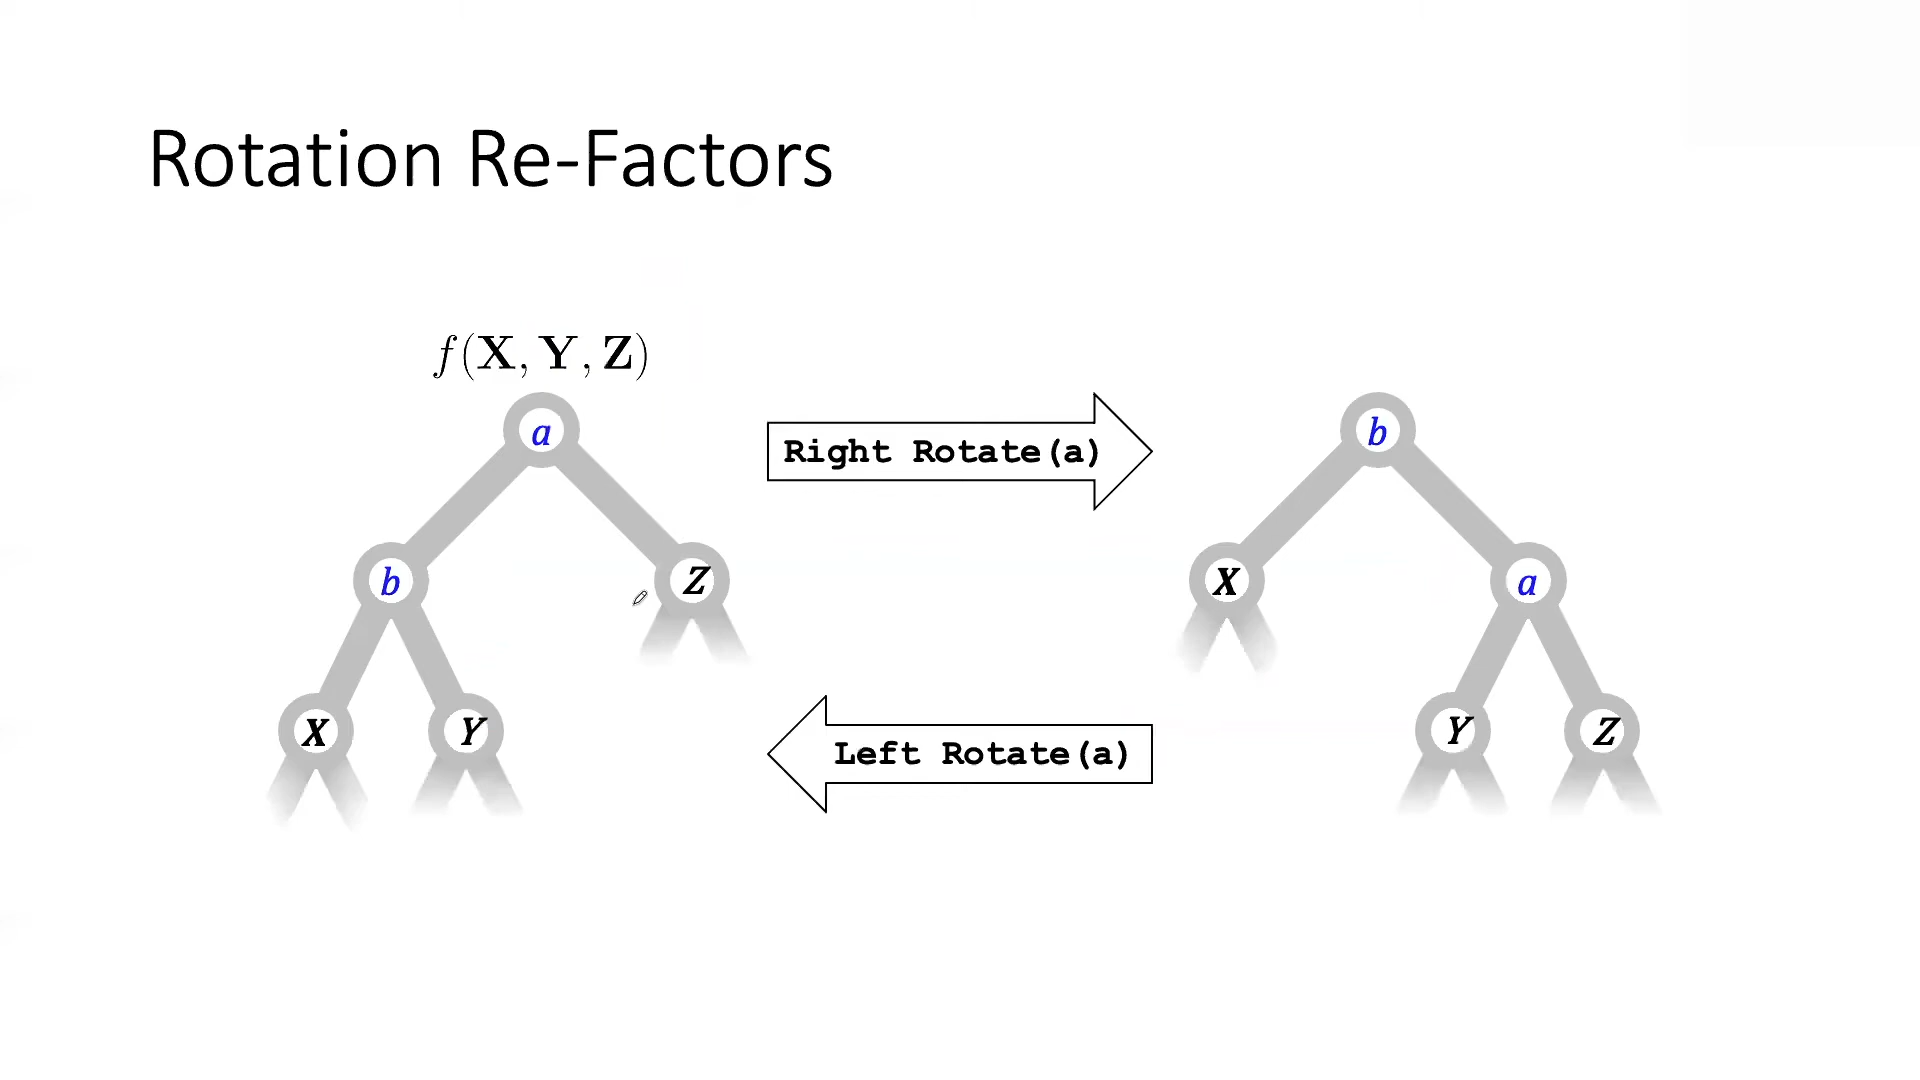 Rotation Re-Factors
f(X, Y, Z)
a
Right Rotate(a)
b
b
Z
X
a
X
Y
Left Rotate(a)
Y
Z